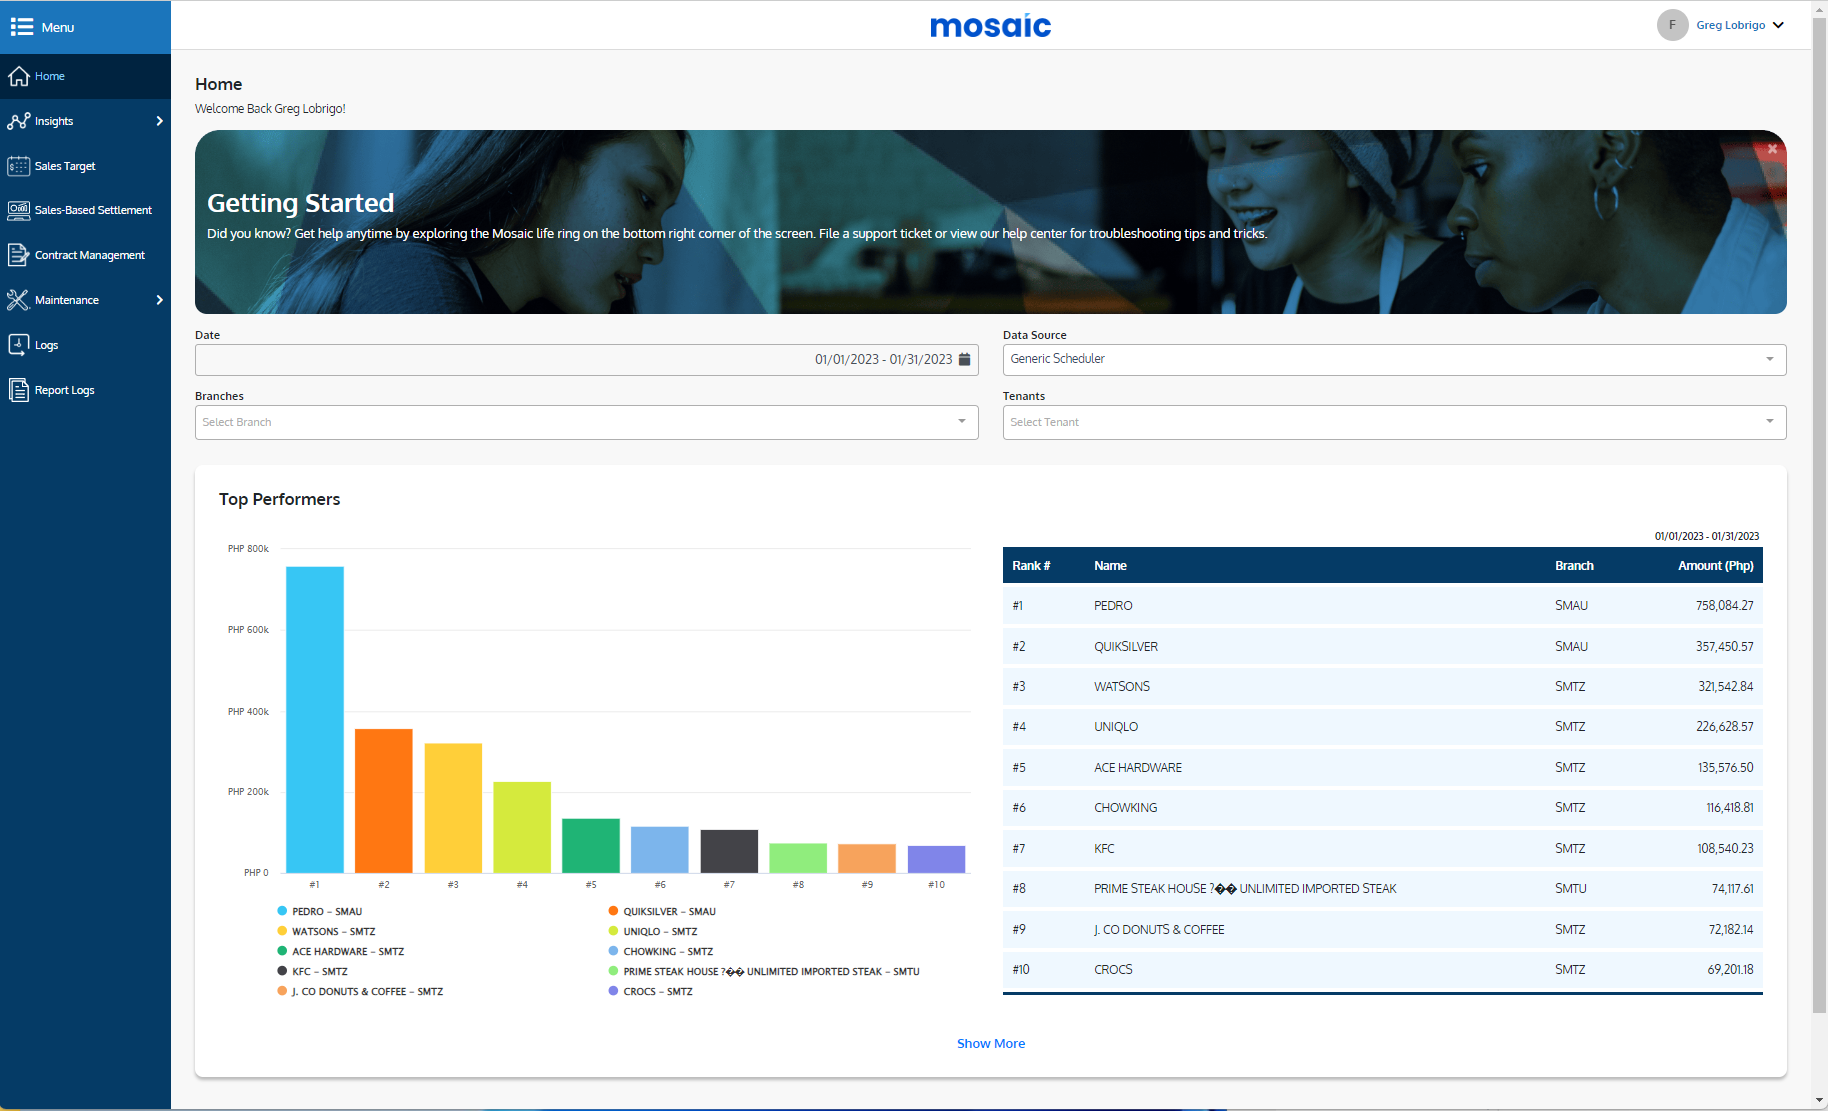 Menu
mosaic
F
Greg Lobrigo
Home
Insights
Sales Target
Sales-Based Settlement
Contract Management
Maintenance
Logs
Report Logs
Home
Welcome Back Greg Lobrigo!
Getting Started
Did you know? Get help anytime by exploring the Mosaic life ring on the bottom right corner of the screen. File a support ticket or view our help center for troubleshooting tips and tricks.
Date
01/01/2023 - 01/31/2023
Data Source
Generic Scheduler
Branches
Select Branch
Tenants
Select Tenant
Top Performers
PHP 800k
PHP 600k
PHP 400k
PHP 200k
PHP 0
#1 #2 #3 #4 #5 #6 #7 #8 #9 #10
PEDRO – SMAU
QUIKSILVER – SMAU
WATSONS – SMTZ
UNIQLO – SMTZ
ACE HARDWARE – SMTZ
CHOWKING – SMTZ
KFC – SMTZ
PRIME STEAK HOUSE ?�� UNLIMITED IMPORTED STEAK – SMTU
J. CO DONUTS & COFFEE – SMTZ
CROCS – SMTZ
01/01/2023 - 01/31/2023
Rank # Name Branch Amount (Php)
#1 PEDRO SMAU 758,084.27
#2 QUIKSILVER SMAU 357,450.57
#3 WATSONS SMTZ 321,542.84
#4 UNIQLO SMTZ 226,628.57
#5 ACE HARDWARE SMTZ 135,576.50
#6 CHOWKING SMTZ 116,418.81
#7 KFC SMTZ 108,540.23
#8 PRIME STEAK HOUSE ?�� UNLIMITED IMPORTED STEAK SMTU 74,117.61
#9 J. CO DONUTS & COFFEE SMTZ 72,182.14
#10 CROCS SMTZ 69,201.18
Show More